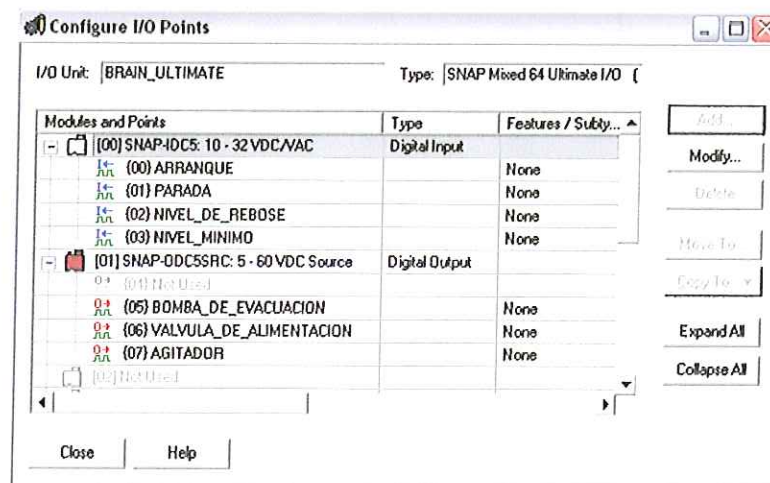 Configure I/O Points
I/O Unit: BRAIN_ULTIMATE Type: SNAP Mixed 64 Ultimate I/O (
Modules and Points Type Features / Subty...
[00] SNAP-IDC5: 10 - 32 VDC/VAC Digital Input
(00) ARRANQUE None
(01) PARADA None
(02) NIVEL_DE_REBOSE None
(03) NIVEL_MINIMO None
[01] SNAP-ODC5SRC: 5 - 60 VDC Source Digital Output
(04) Not Used
(05) BOMBA_DE_EVACUACION None
(06) VALVULA_DE_ALIMENTACION None
(07) AGITADOR None
[02] Not Used
Add...
Modify...
Delete
Move To...
Copy To
Expand All
Collapse All
Close Help